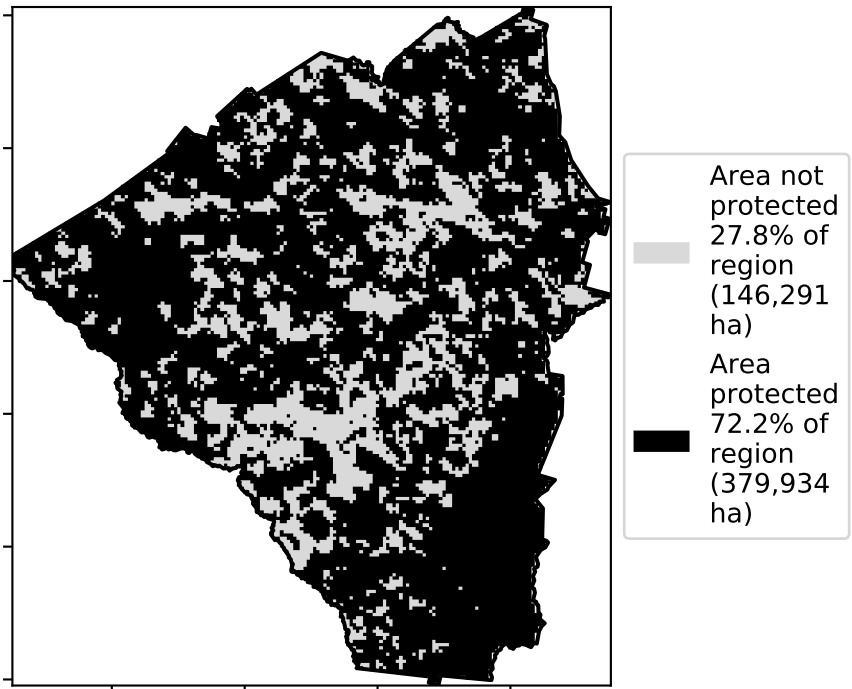 Area not
protected
27.8% of
region
(146,291
ha)
Area
protected
72.2% of
region
(379,934
ha)